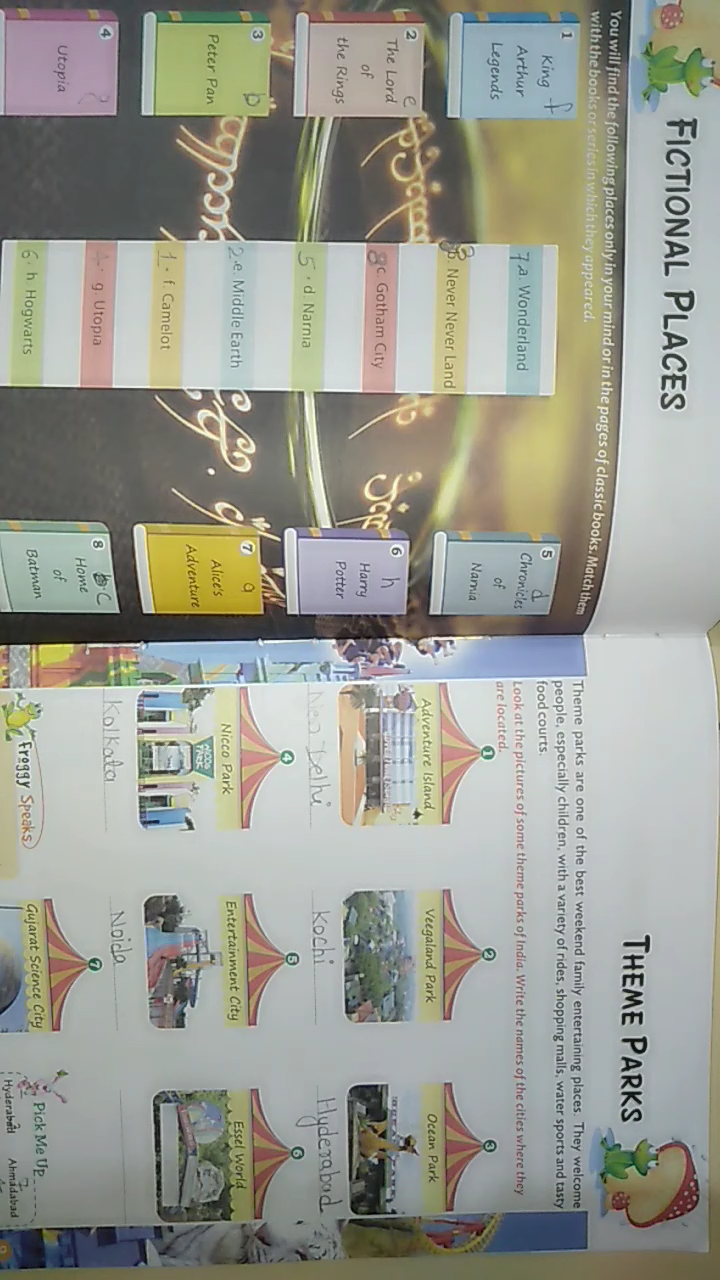 FICTIONAL PLACES
You will find the following places only in your mind or in the pages of classic books. Match them
with the books or series in which they appeared.
1
King f
Arthur
Legends
2
The Lord e
of
the Rings
3
Peter Pan b
4
Utopia g
7 a. Wonderland
3 b. Never Never Land
8 c. Gotham City
5. d. Narnia
2. e. Middle Earth
1. f. Camelot
4. g. Utopia
6. h. Hogwarts
5
d
Chronicles
of
Narnia
6
h
Harry
Potter
7
a
Alice's
Adventure
8
C
Home
of
Batman
THEME PARKS
Theme parks are one of the best weekend family entertaining places. They welcome
people, especially children, with a variety of rides, shopping malls, water sports and tasty
food courts.
Look at the pictures of some theme parks of India. Write the names of the cities where they
are located.
1
Adventure Island
New Delhi
2
Veegaland Park
Kochi
3
Ocean Park
Hyderabad
4
Nicco Park
Kolkata
5
Entertainment City
Noida
6
Essel World
7
Gujarat Science City
Froggy Speaks
Pick Me Up
Hyderabad Ahmadabad